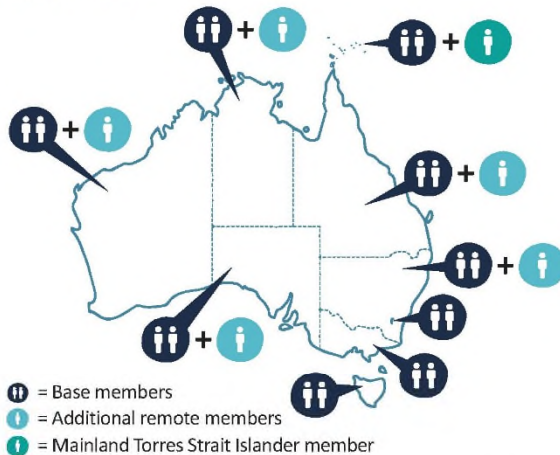 +
+
+
+
+
+
= Base members
= Additional remote members
= Mainland Torres Strait Islander member